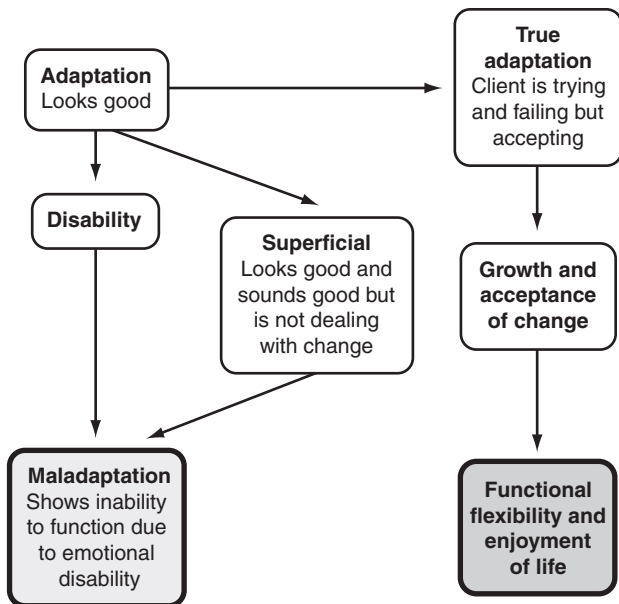 Adaptation
Looks good
True
adaptation
Client is trying
and failing but
accepting
Disability
Superficial
Looks good and
sounds good but
is not dealing
with change
Growth and
acceptance
of change
Maladaptation
Shows inability
to function due
to emotional
disability
Functional
flexibility and
enjoyment
of life